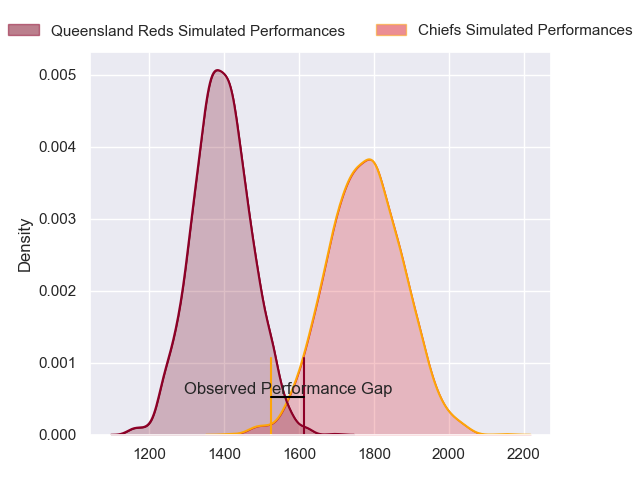 Queensland Reds Simulated Performances
Chiefs Simulated Performances
0.005
0.004
0.003
0.002
0.001
0.000
Density
Observed Performance Gap
1200 1400 1600 1800 2000 2200